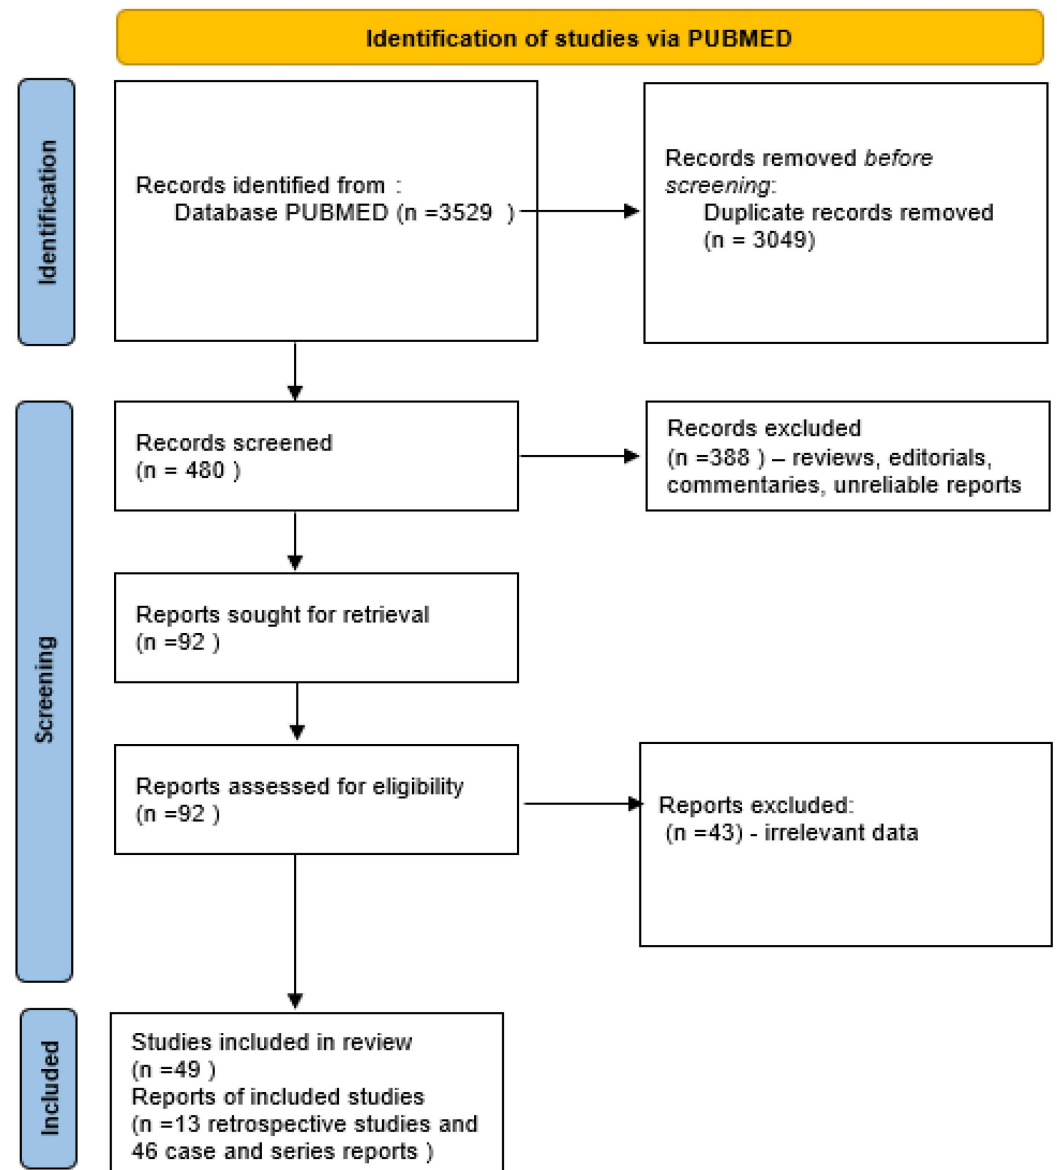 Identification of studies via PUBMED
Identification
Records identified from :
Database PUBMED (n =3529 )
Records removed before
screening:
Duplicate records removed
(n = 3049)
Screening
Records screened
(n = 480 )
Records excluded
(n =388 ) – reviews, editorials,
commentaries, unreliable reports
Reports sought for retrieval
(n =92 )
Reports assessed for eligibility
(n =92 )
Reports excluded:
(n =43) - irrelevant data
Included
Studies included in review
(n =49 )
Reports of included studies
(n =13 retrospective studies and
46 case and series reports )